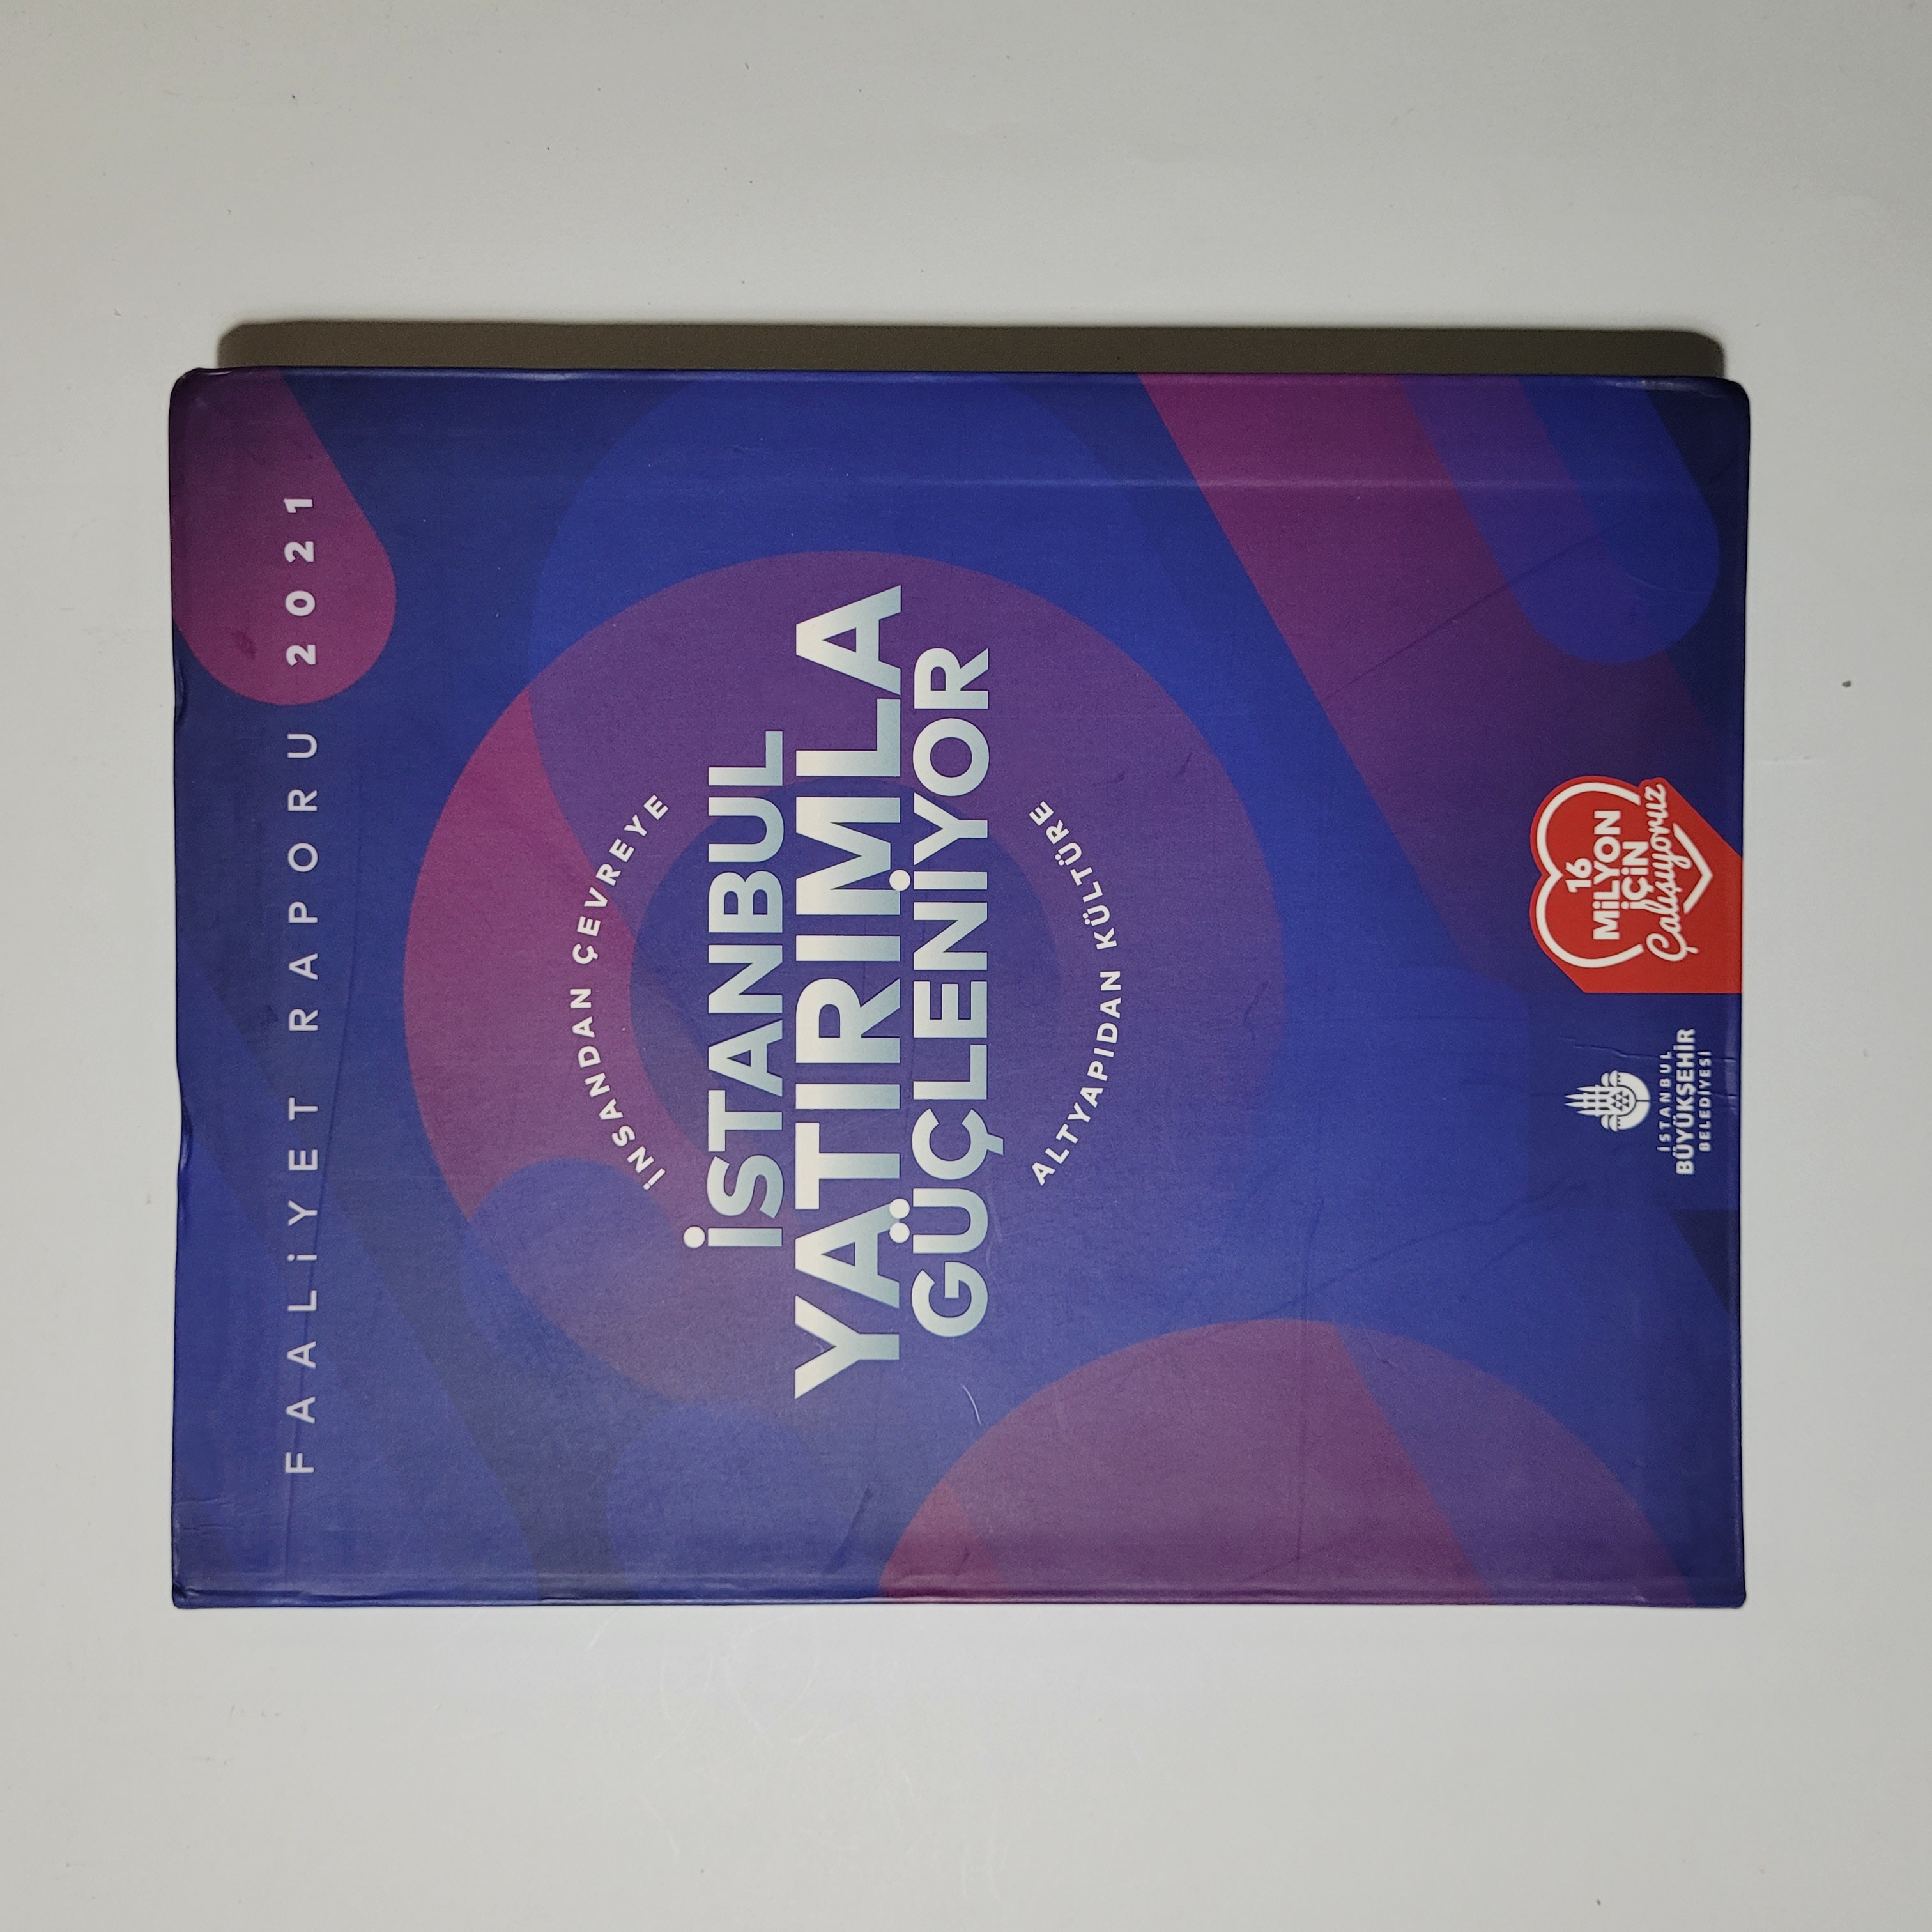 FAALİYET RAPORU 2021
İNSANDAN ÇEVREYE
İSTANBUL
YATIRIMLA
GÜÇLENİYOR
ALTYAPIDAN KÜLTÜRE
İSTANBUL
BÜYÜKŞEHİR
BELEDİYESİ
16
MİLYON
İÇİN
Çalışıyoruz